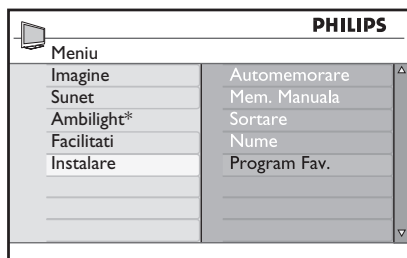 PHILIPS
Meniu
Imagine
Sunet
Ambilight*
Facilitati
Instalare
Automemorare
Mem. Manuala
Sortare
Nume
Program Fav.